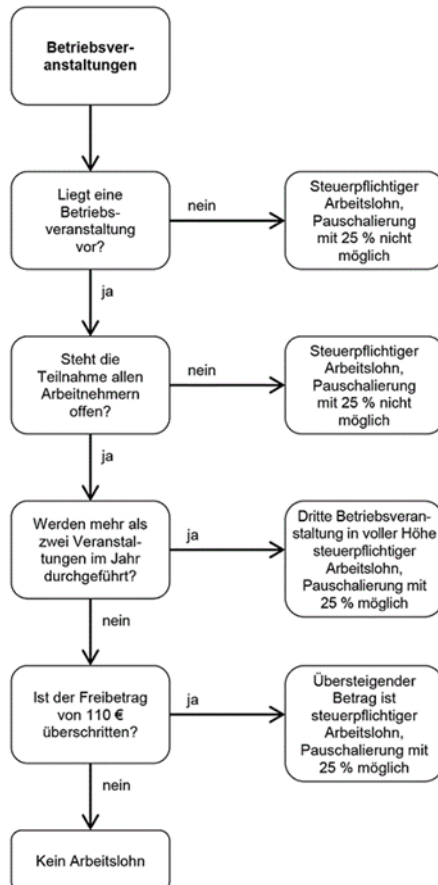 Betriebsver-
anstaltungen
Liegt eine
Betriebs-
veranstaltung
vor?
nein
Steuerpflichtiger
Arbeitslohn,
Pauschalierung
mit 25 % nicht
möglich
ja
Steht die
Teilnahme allen
Arbeitnehmern
offen?
nein
Steuerpflichtiger
Arbeitslohn,
Pauschalierung
mit 25 % nicht
möglich
ja
Werden mehr als
zwei Veranstal-
tungen im Jahr
durchgeführt?
ja
Dritte Betriebsveran-
staltung in voller Höhe
steuerpflichtiger
Arbeitslohn,
Pauschalierung mit
25 % möglich
nein
Ist der Freibetrag
von 110 €
überschritten?
ja
Übersteigender
Betrag ist
steuerpflichtiger
Arbeitslohn,
Pauschalierung mit
25 % möglich
nein
Kein Arbeitslohn